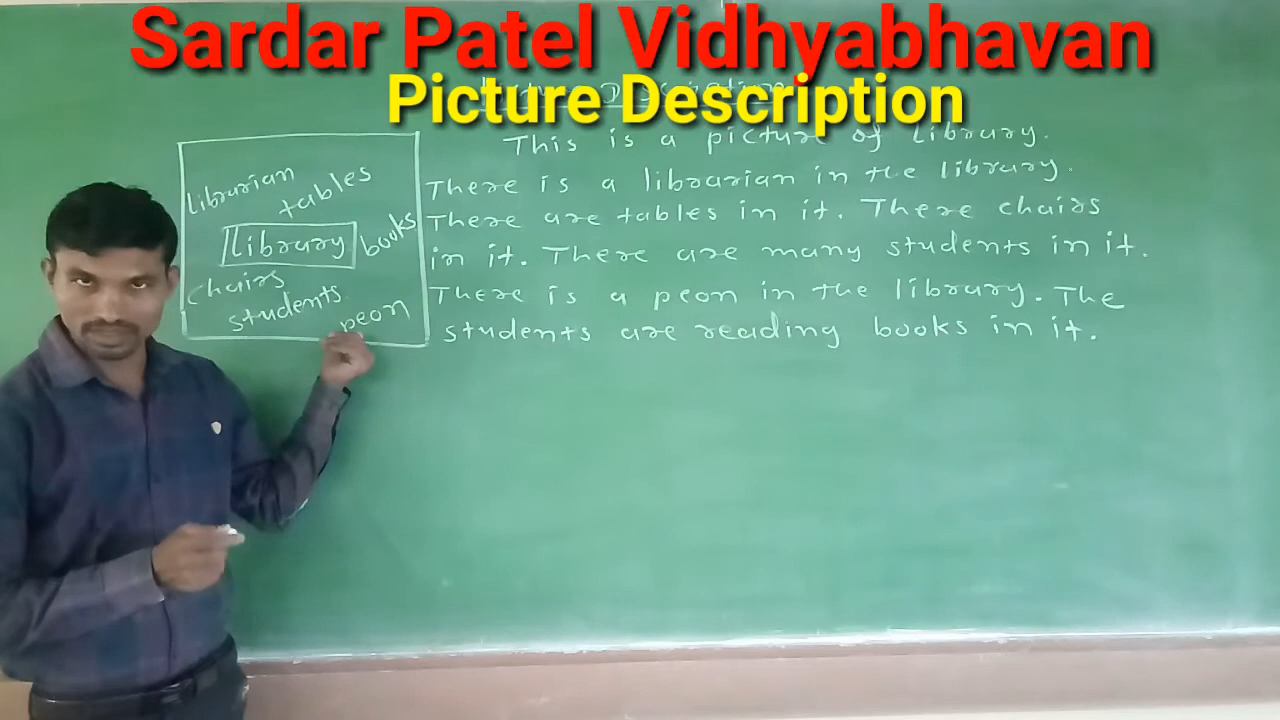 Sardar Patel Vidhyabhavan
Picture Description
This is a picture of library.
librarian
tables
library
books
chairs
students
peon
There is a librarian in the library.
There are tables in it. There chairs
in it. There are many students in it.
There is a peon in the library. The
students are reading books in it.